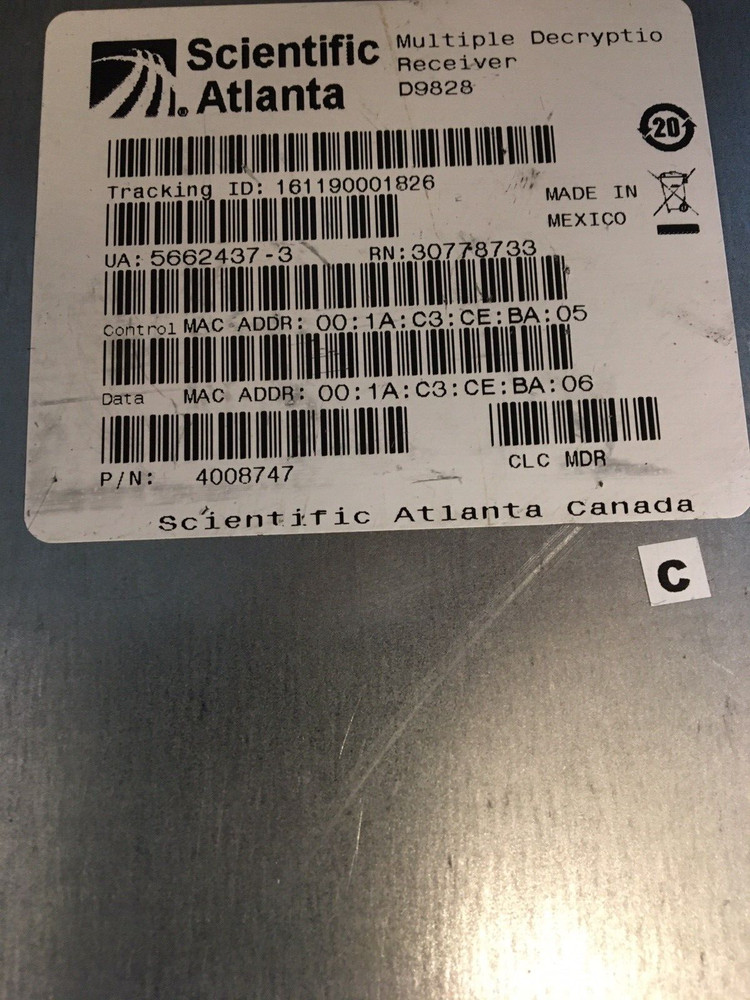 Scientific
Atlanta®
Multiple Decryptio
Receiver
D9828
20
Tracking ID: 161190001826
MADE IN
MEXICO
UA: 5662437-3 RN: 30778733
Control MAC ADDR: 00:1A:C3:CE:BA:05
Data MAC ADDR: 00:1A:C3:CE:BA:06
P/N: 4008747
CLC MDR
Scientific Atlanta Canada
C